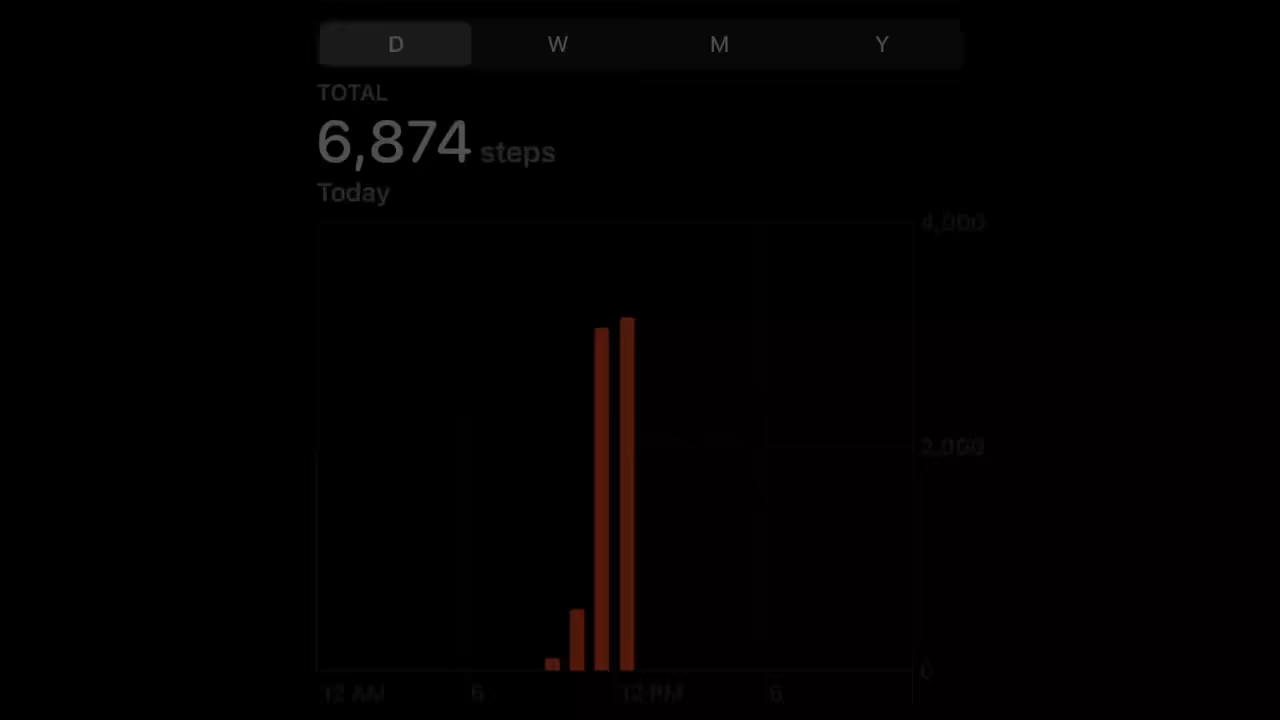 D W M Y
TOTAL
6,874 steps
Today
4,000
2,000
0
12 AM 6 12 PM 6